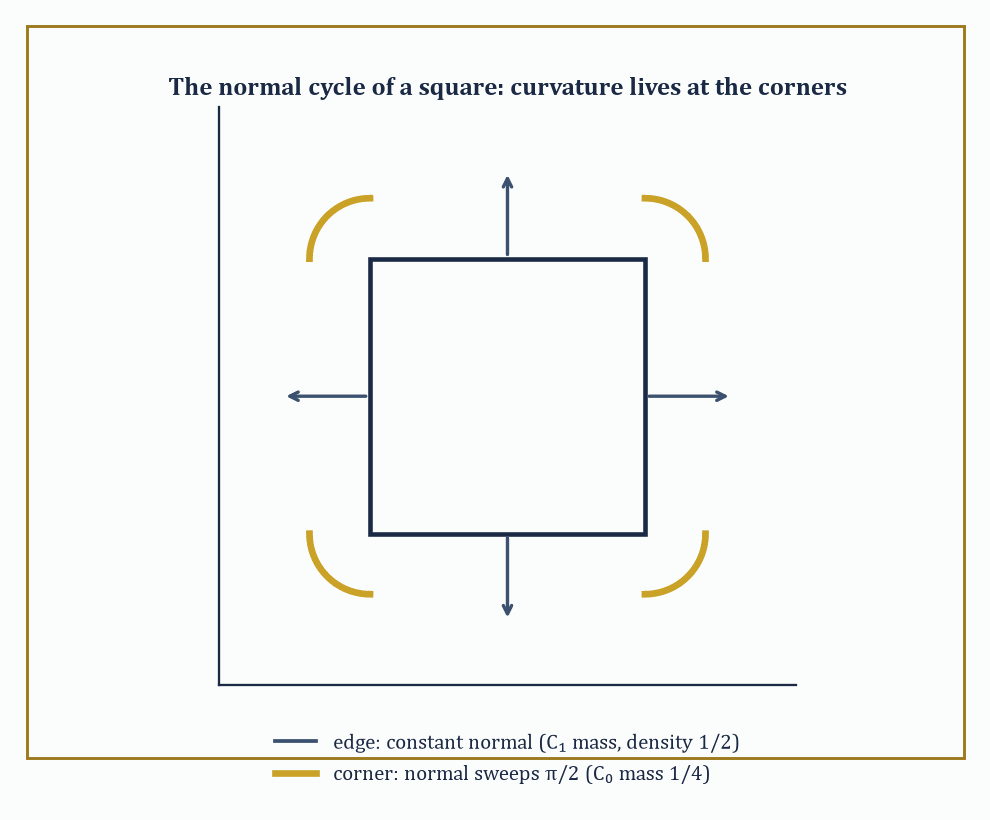 The normal cycle of a square: curvature lives at the corners
edge: constant normal (C₁ mass, density 1/2)
corner: normal sweeps π/2 (C₀ mass 1/4)